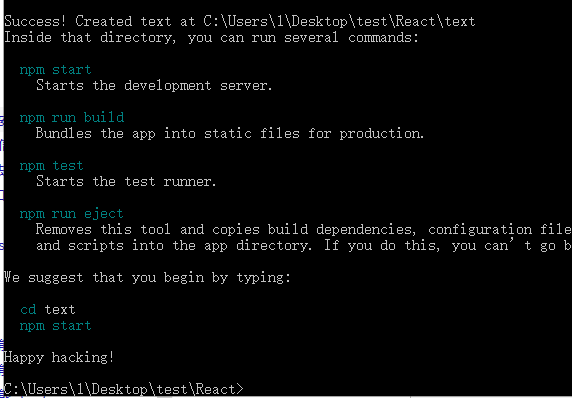 Success! Created text at C:\Users\1\Desktop\test\React\text
Inside that directory, you can run several commands:
npm start
Starts the development server.
npm run build
Bundles the app into static files for production.
npm test
Starts the test runner.
npm run eject
Removes this tool and copies build dependencies, configuration file
and scripts into the app directory. If you do this, you can't go b
We suggest that you begin by typing:
cd text
npm start
Happy hacking!
C:\Users\1\Desktop\test\React>